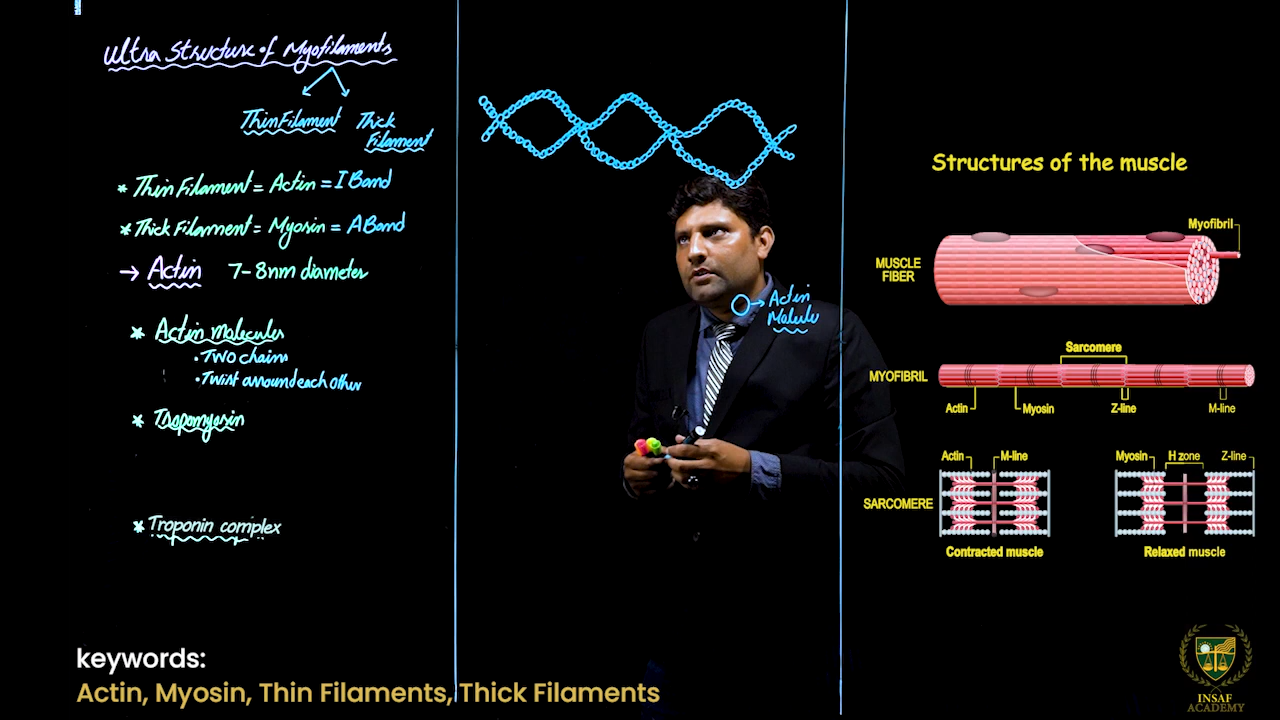 Ultra Structure of Myofilaments
Thin Filament
Thick
Filament
* Thin Filament = Actin = I Band
* Thick Filament = Myosin = A Band
→ Actin 7-8nm diameter
* Actin molecules
• Two chains
• Twist around each other
* Tropomyosin
* Troponin complex
→ Actin
Structures of the muscle
Myofibril
MUSCLE
FIBER
Sarcomere
MYOFIBRIL
Actin
Myosin
Z-line
M-line
Actin
M-line
Myosin
H zone
Z-line
SARCOMERE
Contracted muscle
Relaxed muscle
keywords:
Actin, Myosin, Thin Filaments, Thick Filaments
INSAF
ACADEMY